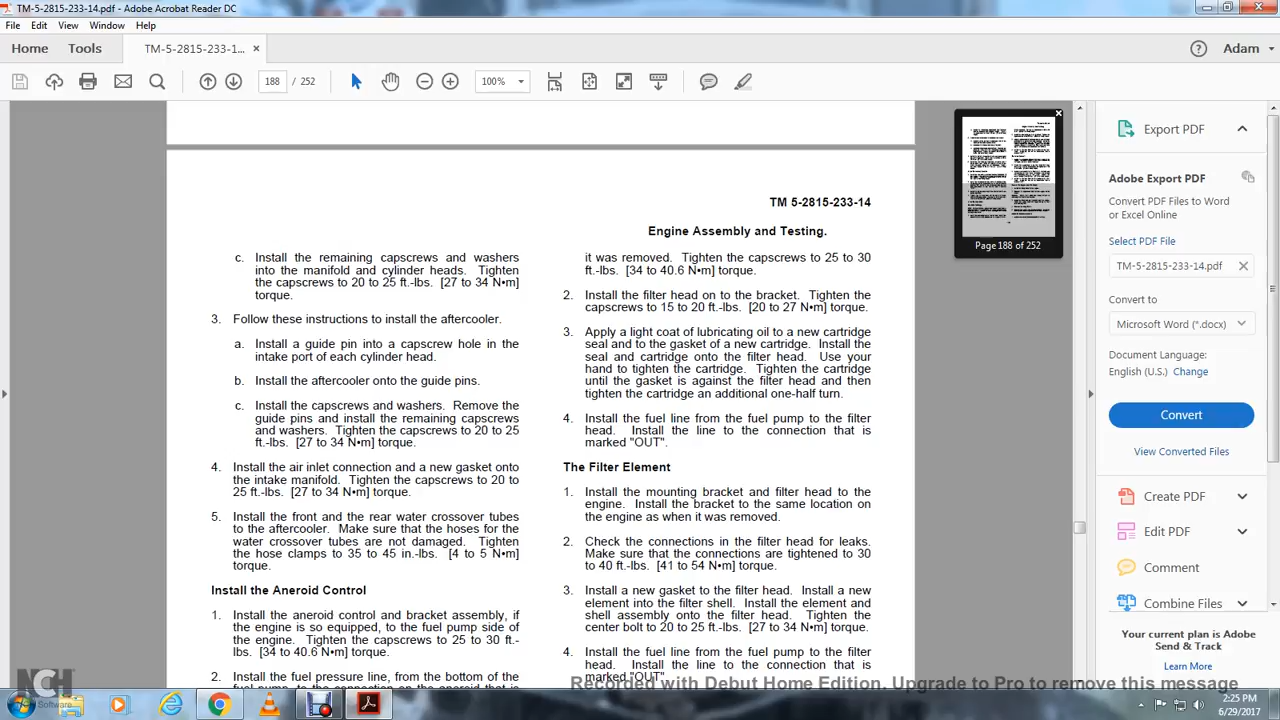 TM-5-2815-233-14.pdf - Adobe Acrobat Reader DC
File Edit View Window Help
Home Tools TM-5-2815-233-1... × Adam
188 / 252 100%
TM 5-2815-233-14
Engine Assembly and Testing.
c. Install the remaining capscrews and washers
into the manifold and cylinder heads. Tighten
the capscrews to 20 to 25 ft.-lbs. [27 to 34 N•m]
torque.
3. Follow these instructions to install the aftercooler.
a. Install a guide pin into a capscrew hole in the
intake port of each cylinder head.
b. Install the aftercooler onto the guide pins.
c. Install the capscrews and washers. Remove the
guide pins and install the remaining capscrews
and washers. Tighten the capscrews to 20 to 25
ft.-lbs. [27 to 34 N•m] torque.
4. Install the air inlet connection and a new gasket onto
the intake manifold. Tighten the capscrews to 20 to
25 ft.-lbs. [27 to 34 N•m] torque.
5. Install the front and the rear water crossover tubes
to the aftercooler. Make sure that the hoses for the
water crossover tubes are not damaged. Tighten
the hose clamps to 35 to 45 in.-lbs. [4 to 5 N•m]
torque.
Install the Aneroid Control
1. Install the aneroid control and bracket assembly, if
the engine is so equipped, to the fuel pump side of
the engine. Tighten the capscrews to 25 to 30 ft.-
lbs. [34 to 40.6 N•m] torque.
2. Install the fuel pressure line, from the bottom of the
fuel pump, to the connection on the aneroid that is
it was removed. Tighten the capscrews to 25 to 30
ft.-lbs. [34 to 40.6 N•m] torque.
2. Install the filter head on to the bracket. Tighten the
capscrews to 15 to 20 ft.-lbs. [20 to 27 N•m] torque.
3. Apply a light coat of lubricating oil to a new cartridge
seal and to the gasket of a new cartridge. Install the
seal and cartridge onto the filter head. Use your
hand to tighten the cartridge. Tighten the cartridge
until the gasket is against the filter head and then
tighten the cartridge an additional one-half turn.
4. Install the fuel line from the fuel pump to the filter
head. Install the line to the connection that is
marked "OUT".
The Filter Element
1. Install the mounting bracket and filter head to the
engine. Install the bracket to the same location on
the engine as when it was removed.
2. Check the connections in the filter head for leaks.
Make sure that the connections are tightened to 30
to 40 ft.-lbs. [41 to 54 N•m] torque.
3. Install a new gasket to the filter head. Install a new
element into the filter shell. Install the element and
shell assembly onto the filter head. Tighten the
center bolt to 20 to 25 ft.-lbs. [27 to 34 N•m] torque.
4. Install the fuel line from the fuel pump to the filter
head. Install the line to the connection that is
marked "OUT".
Page 188 of 252
Export PDF
Adobe Export PDF
Convert PDF Files to Word
or Excel Online
Select PDF File
TM-5-2815-233-14.pdf
Convert to
Microsoft Word (*.docx)
Document Language:
English (U.S.) Change
Convert
View Converted Files
Create PDF
Edit PDF
Comment
Combine Files
Your current plan is Adobe
Send & Track
Learn More
Recorded with Debut Home Edition. Upgrade to Pro to remove this message
NCH
Software
2:25 PM
6/29/2017